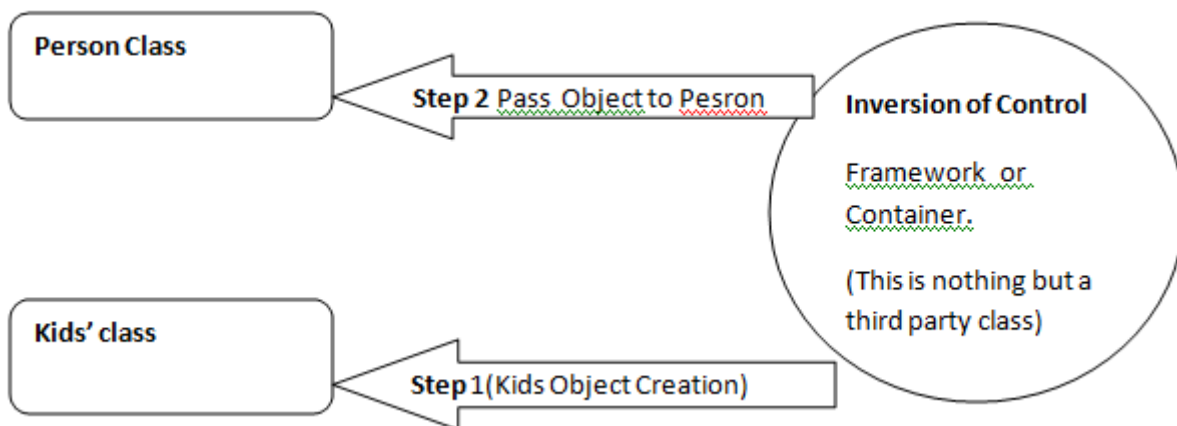 Person Class
Step 2 Pass Object to Pesron
Inversion of Control
Framework or
Container.
(This is nothing but a
third party class)
Kids’ class
Step 1(Kids Object Creation)